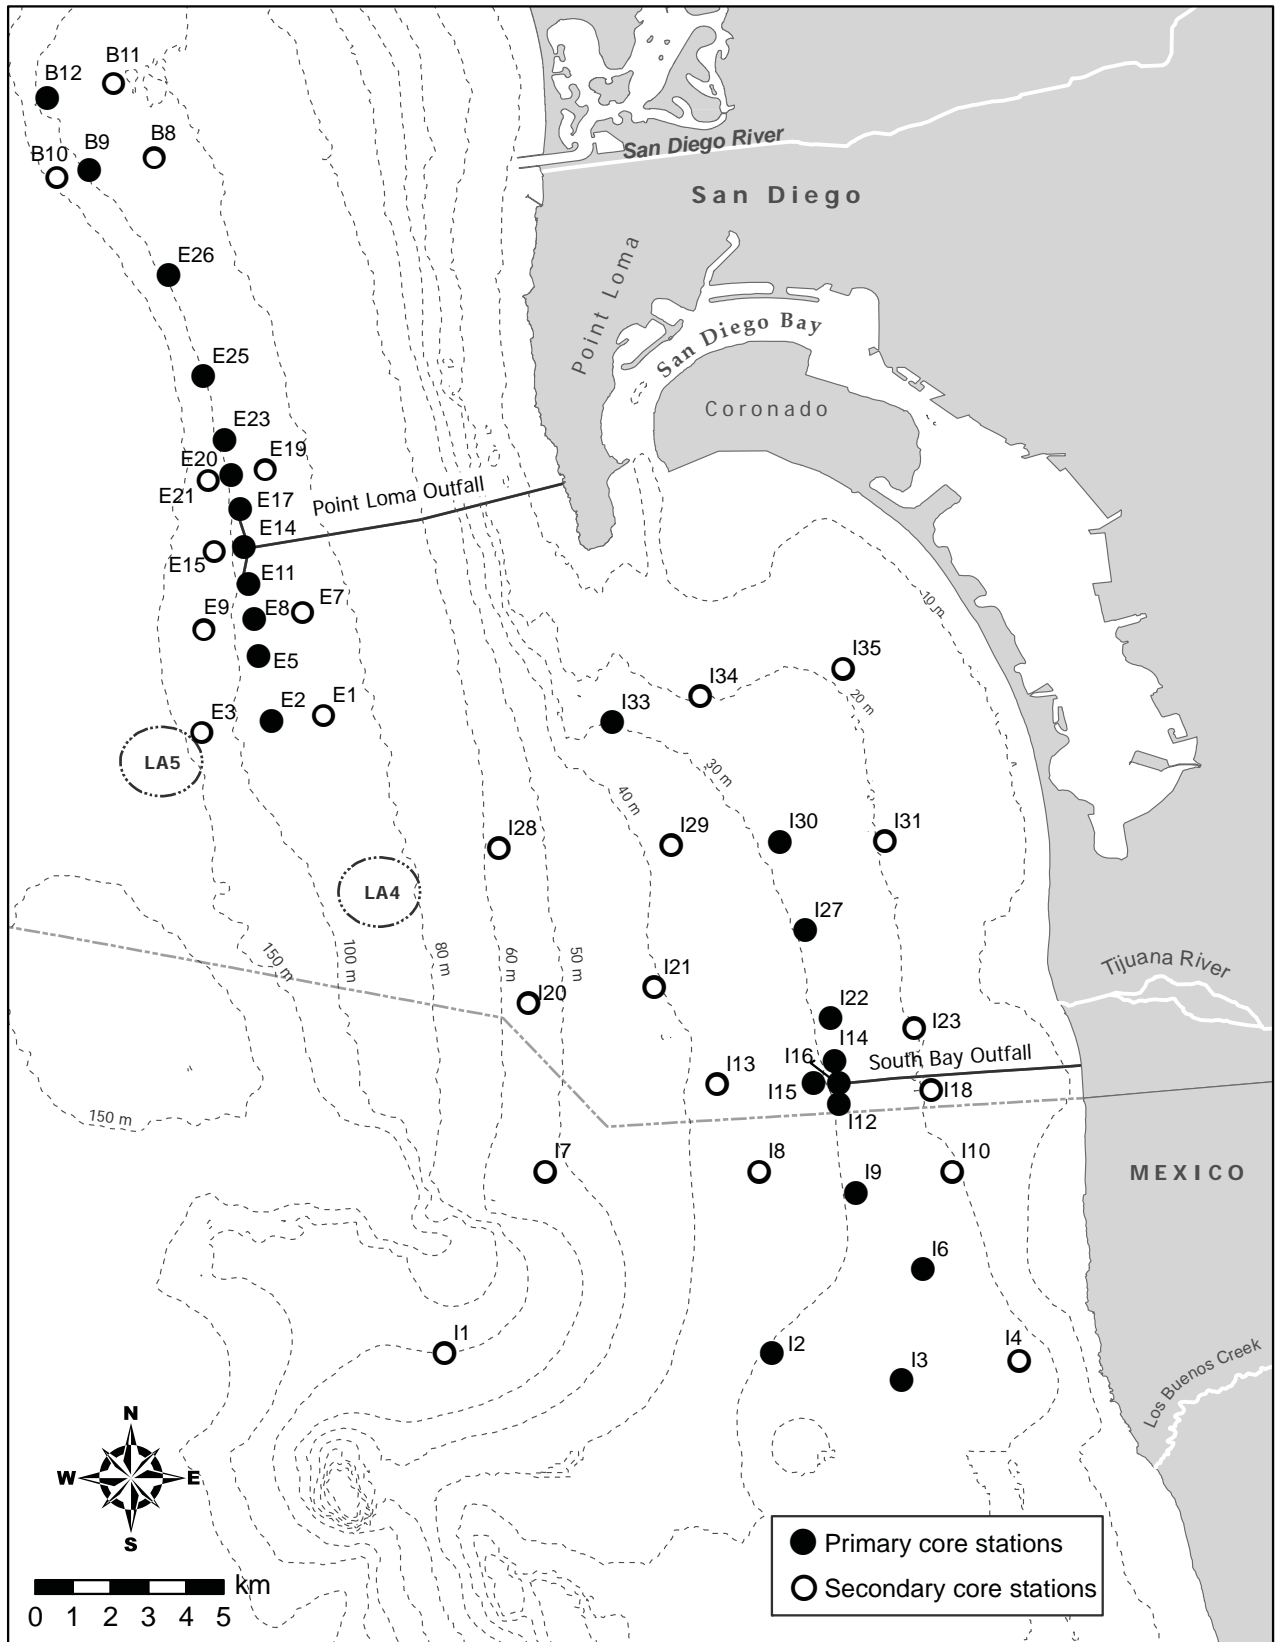 B11
B12
B8
B9
B10
San Diego River
San Diego
E26
Point Loma
San Diego Bay
E25
Coronado
E23
E19
E20
E21
E17
Point Loma Outfall
E14
E15
E11
E7
E8
E9
10 m
E5
I35
I34
E1
E2
E3
I33
20 m
LA5
30 m
40 m
I28
I29
I30
I31
LA4
I27
150 m
100 m
80 m
60 m
50 m
Tijuana River
I21
I20
I22
I23
I14
I16
South Bay Outfall
I13
I15
I18
150 m
I12
I7
I8
I9
I10
MEXICO
I6
I1
I2
I3
I4
Los Buenos Creek
N
W
E
S
Primary core stations
Secondary core stations
km
0 1 2 3 4 5